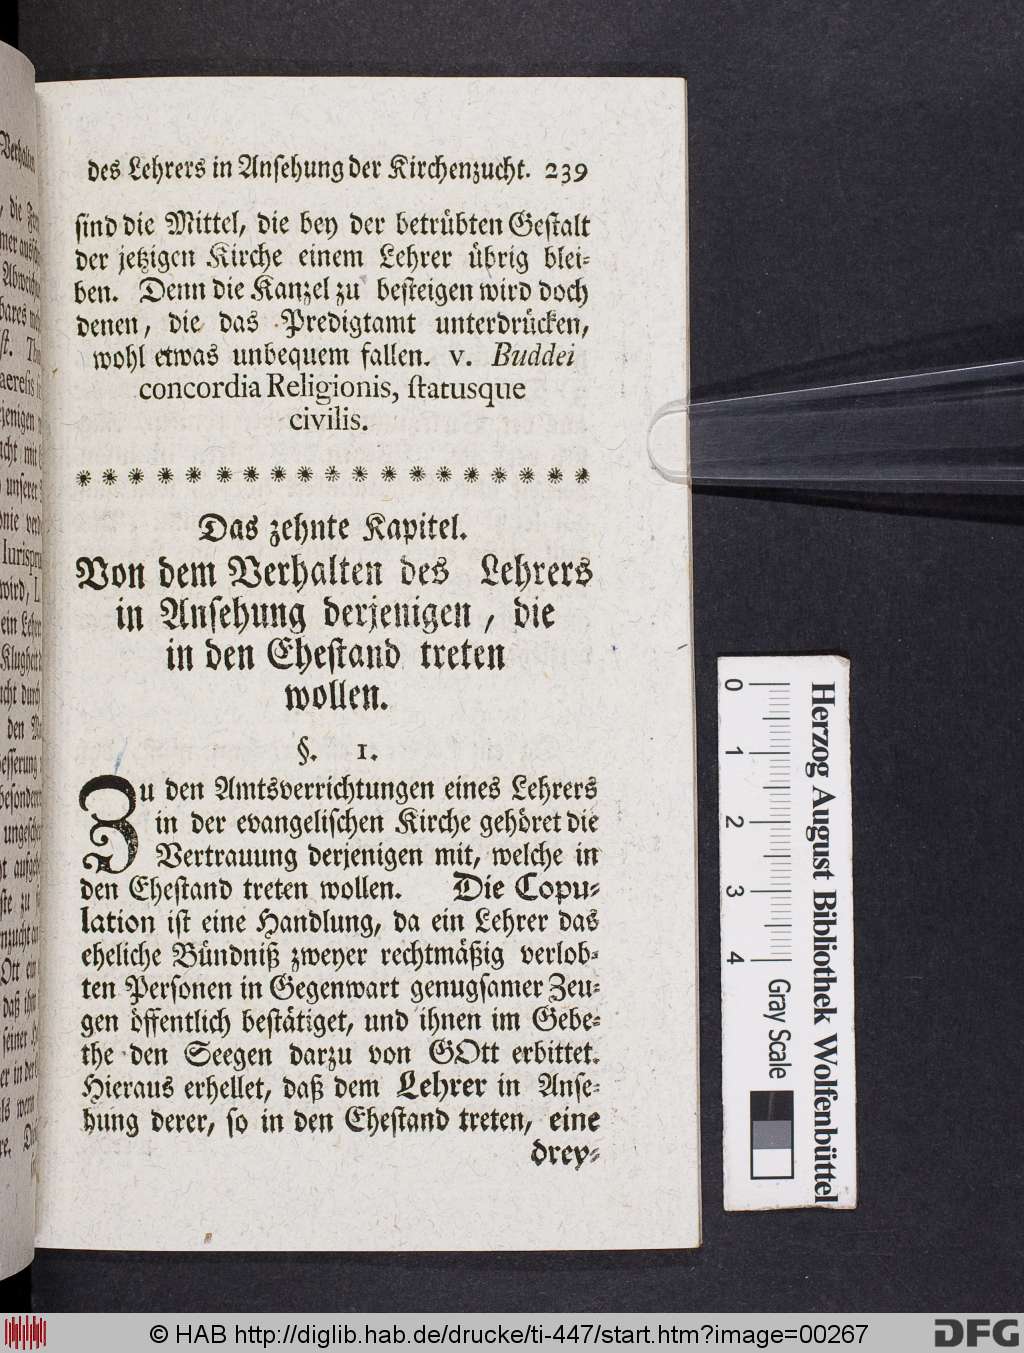 des Lehrers in Ansehung der Kirchenzucht. 239
sind die Mittel, die bey der betrübten Gestalt
der jetzigen Kirche einem Lehrer übrig blei-
ben. Denn die Kanzel zu besteigen wird doch
denen, die das Predigtamt unterdrücken,
wohl etwas unbequem fallen. v. Buddei
concordia Religionis, statusque
civilis.
Das zehnte Kapitel.
Von dem Verhalten des Lehrers
in Ansehung derjenigen, die
in den Ehestand treten
wollen.
§. 1.
Zu den Amtsverrichtungen eines Lehrers
in der evangelischen Kirche gehöret die
Vertrauung derjenigen mit, welche in
den Ehestand treten wollen. Die Copu-
lation ist eine Handlung, da ein Lehrer das
eheliche Bündniß zweyer rechtmäßig verlob-
ten Personen in Gegenwart genugsamer Zeu-
gen öffentlich bestätiget, und ihnen im Gebe-
the den Seegen darzu von GOtt erbittet.
Hieraus erhellet, daß dem Lehrer in Anse-
hung derer, so in den Ehestand treten, eine
drey-
0 1 2 3 4 Gray Scale
Herzog August Bibliothek Wolfenbüttel
© HAB http://diglib.hab.de/drucke/ti-447/start.htm?image=00267
DFG